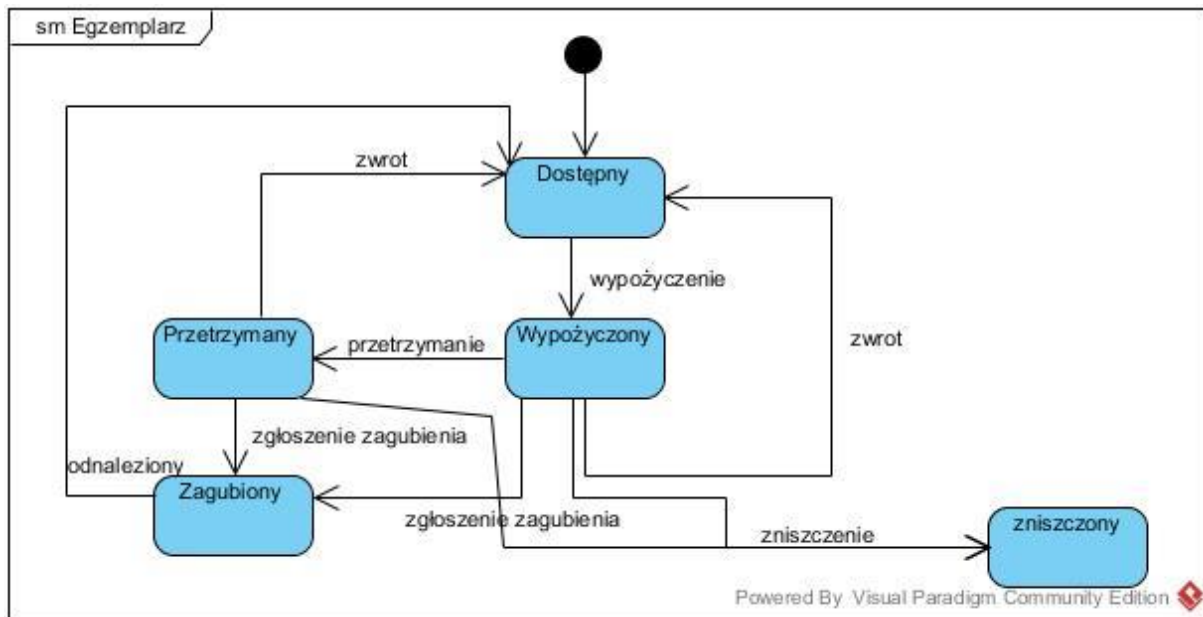 sm Egzemplarz
zwrot
Dostępny
wypożyczenie
Przetrzymany
przetrzymanie
Wypożyczony
zwrot
zgłoszenie zagubienia
odnaleziony
Zagubiony
zgłoszenie zagubienia
zniszczenie
zniszczony
Powered By Visual Paradigm Community Edition